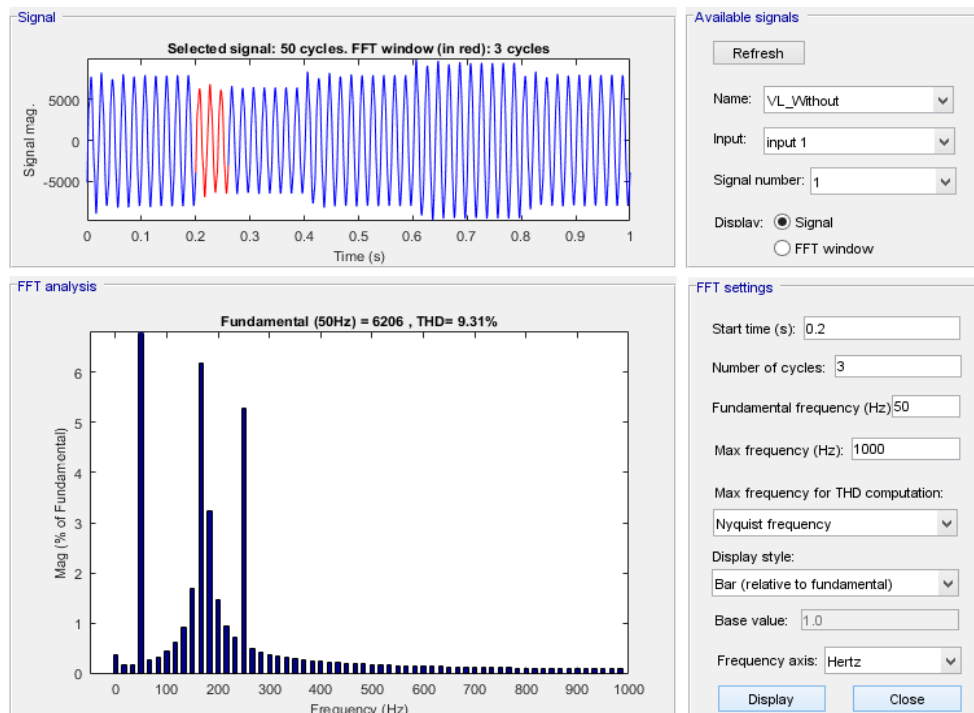 Signal
Selected signal: 50 cycles. FFT window (in red): 3 cycles
5000
0
-5000
Signal mag.
0 0.1 0.2 0.3 0.4 0.5 0.6 0.7 0.8 0.9 1
Time (s)
Available signals
Refresh
Name: VL_Without
Input: input 1
Signal number: 1
Display: Signal
FFT window
FFT analysis
Fundamental (50Hz) = 6206 , THD= 9.31%
6
5
4
3
2
1
0
Mag (% of Fundamental)
0 100 200 300 400 500 600 700 800 900 1000
Frequency (Hz)
FFT settings
Start time (s): 0.2
Number of cycles: 3
Fundamental frequency (Hz) 50
Max frequency (Hz): 1000
Max frequency for THD computation:
Nyquist frequency
Display style:
Bar (relative to fundamental)
Base value: 1.0
Frequency axis: Hertz
Display Close